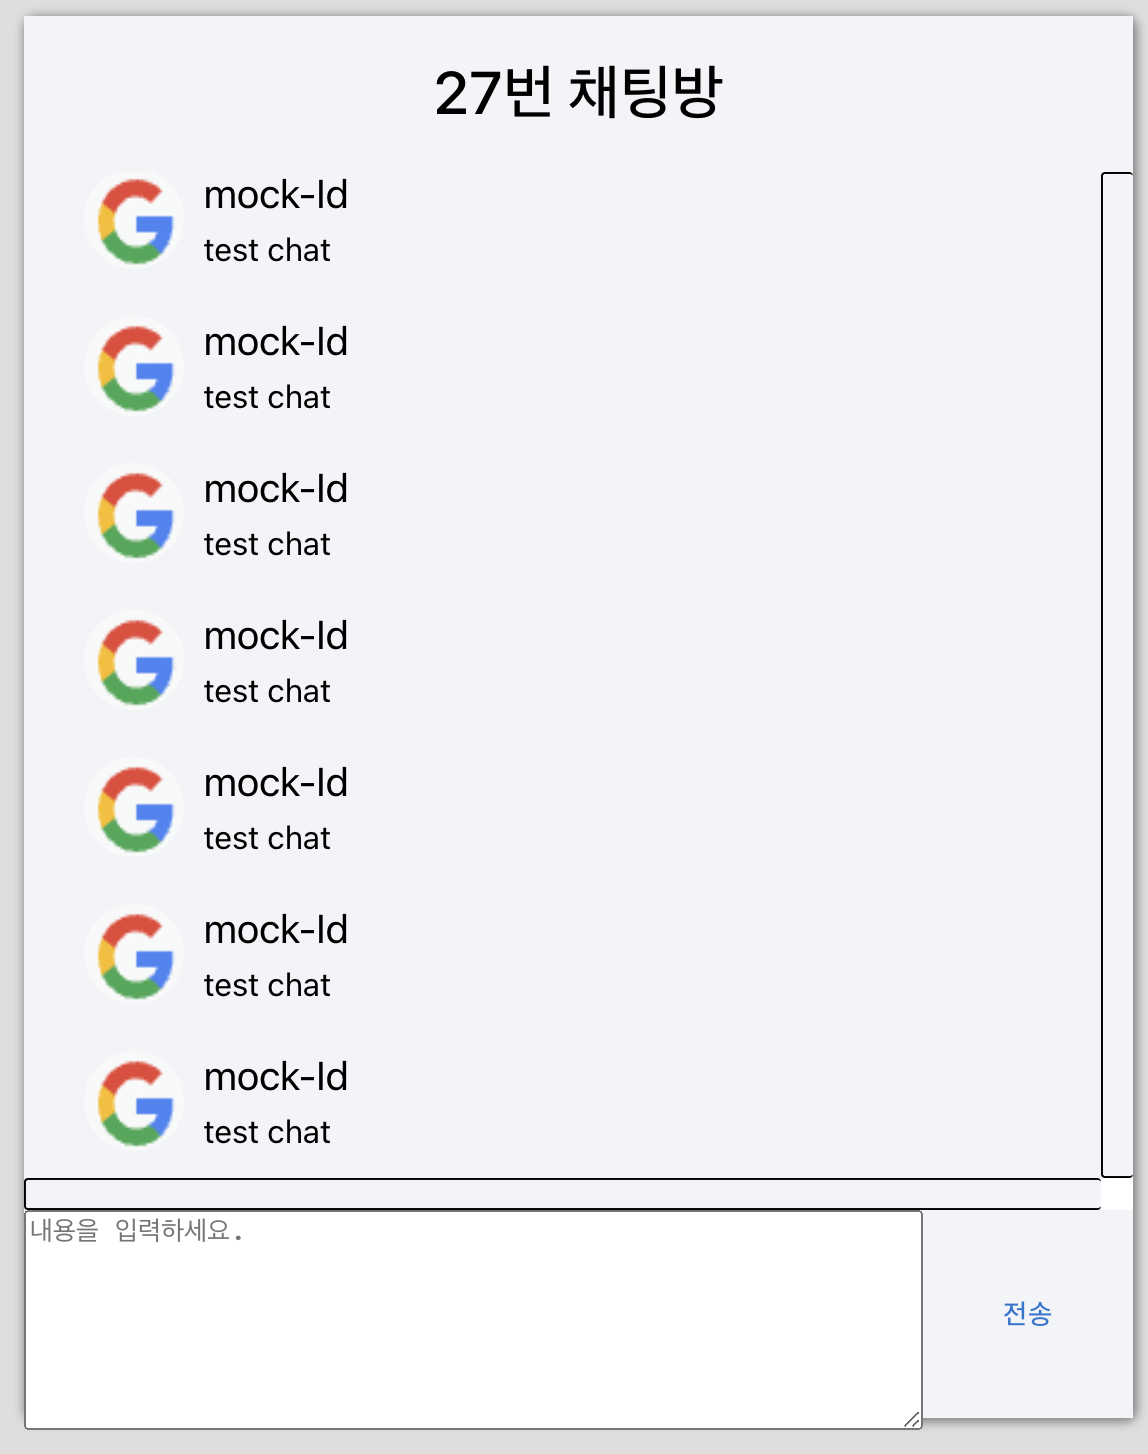 27번 채팅방
mock-Id
test chat
mock-Id
test chat
mock-Id
test chat
mock-Id
test chat
mock-Id
test chat
mock-Id
test chat
mock-Id
test chat
내용을 입력하세요.
전송